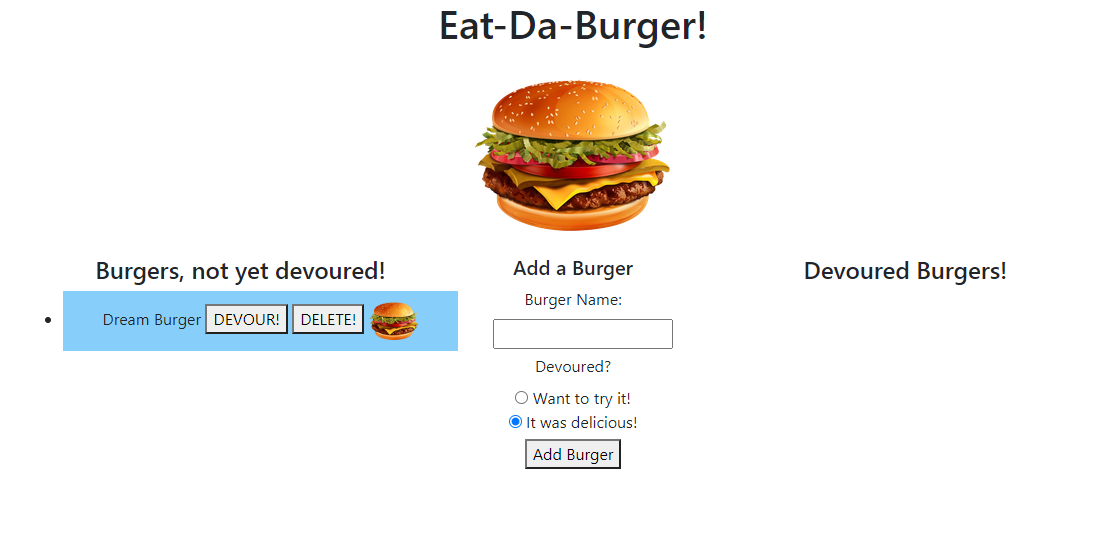 Eat-Da-Burger!
Burgers, not yet devoured!
Dream Burger DEVOUR! DELETE!
Add a Burger
Burger Name:
Devoured?
Want to try it!
It was delicious!
Add Burger
Devoured Burgers!